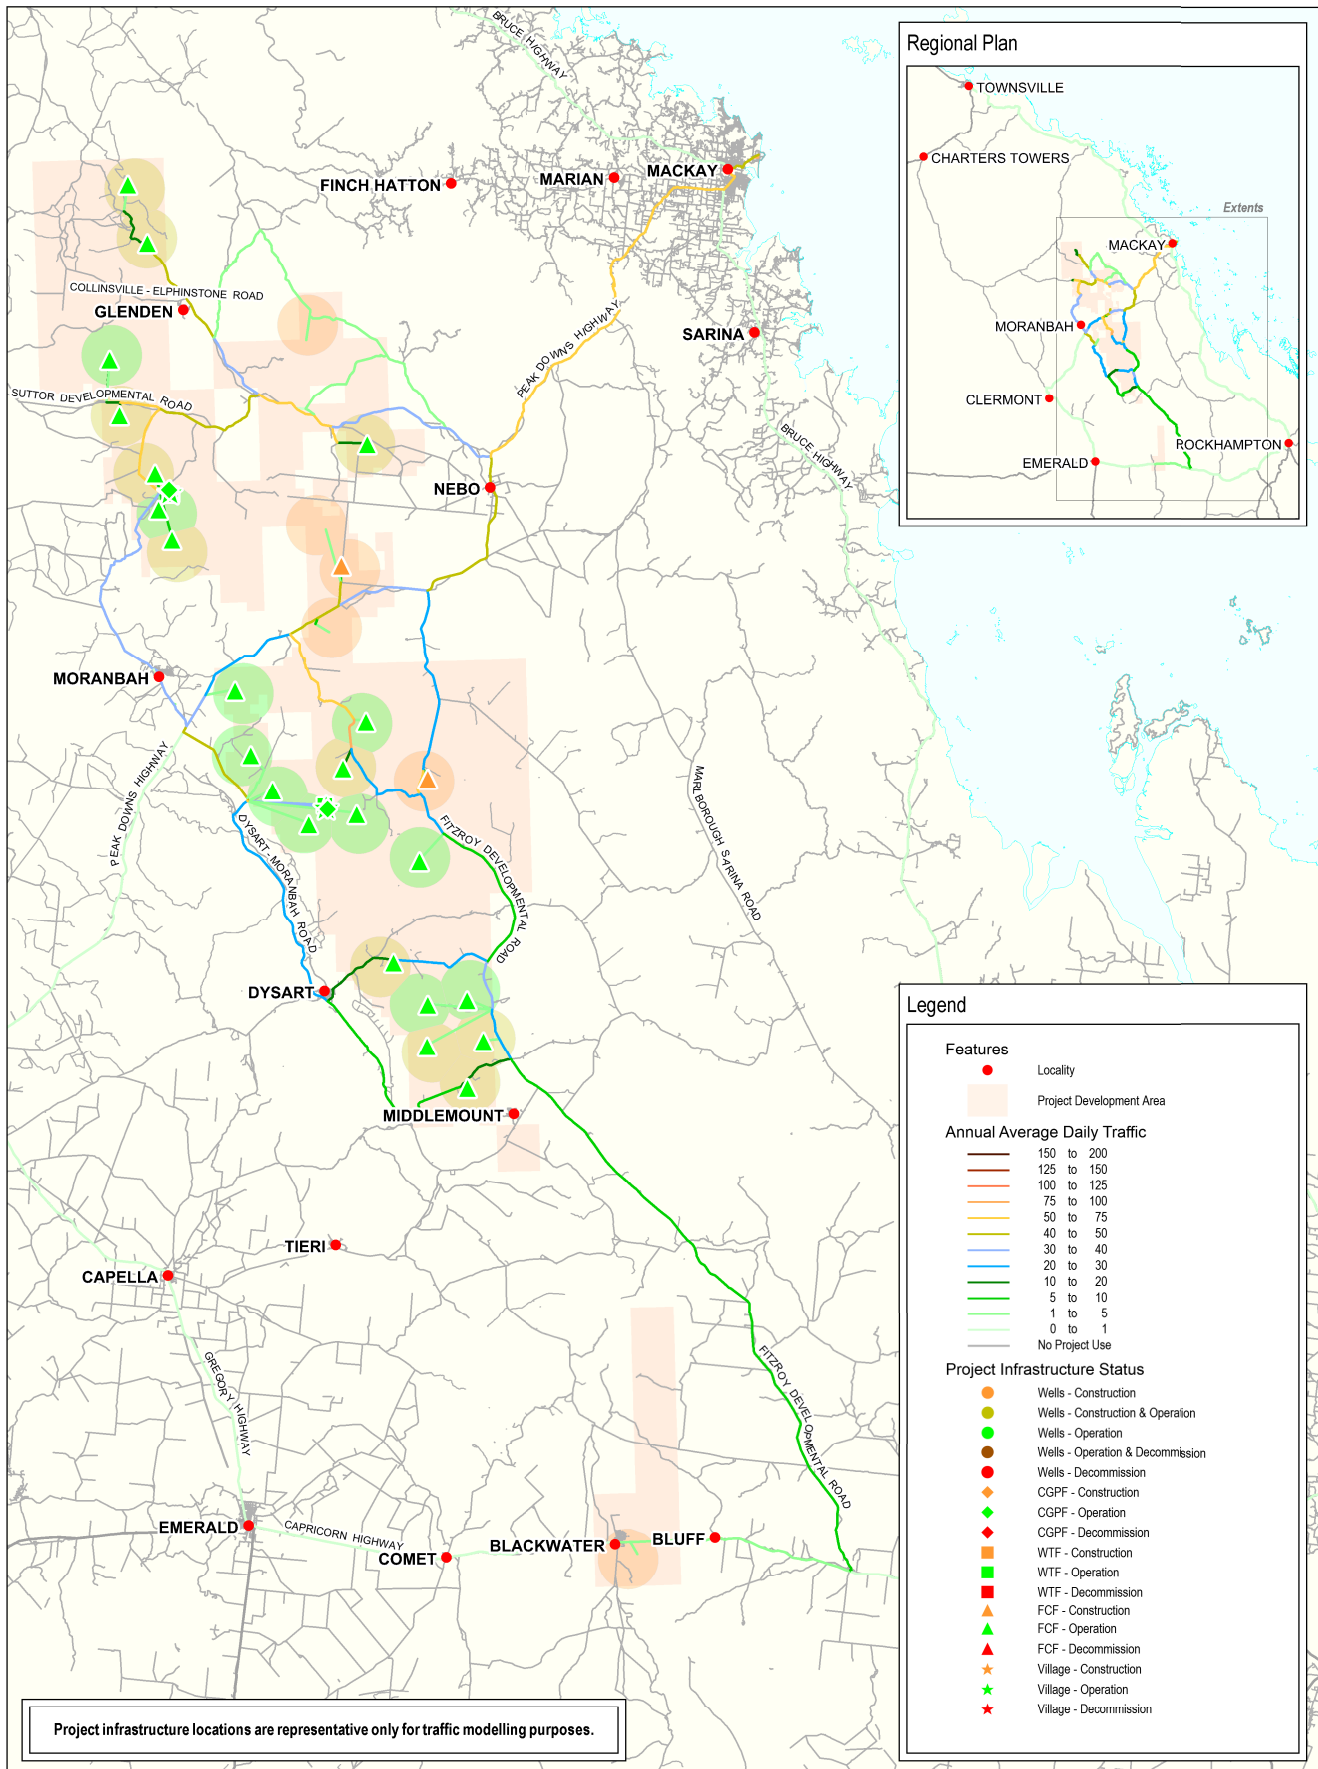 BRUCE HIGHWAY
FINCH HATTON
MARIAN
MACKAY
COLLINSVILLE - ELPHINSTONE ROAD
GLENDEN
SARINA
PEAK DOWNS HIGHWAY
SUTTOR DEVELOPMENTAL ROAD
BRUCE HIGHWAY
NEBO
MORANBAH
PEAK DOWNS HIGHWAY
DYSART - MORANBAH ROAD
FITZROY DEVELOPMENTAL ROAD
MARLBOROUGH SARINA ROAD
DYSART
MIDDLEMOUNT
TIERI
CAPELLA
GREGORY HIGHWAY
FITZROY DEVELOPMENTAL ROAD
EMERALD
CAPRICORN HIGHWAY
COMET
BLACKWATER
BLUFF
Project infrastructure locations are representative only for traffic modelling purposes.
Regional Plan
TOWNSVILLE
CHARTERS TOWERS
Extents
MACKAY
MORANBAH
CLERMONT
ROCKHAMPTON
EMERALD
Legend
Features
Locality
Project Development Area
Annual Average Daily Traffic
150 to 200
125 to 150
100 to 125
75 to 100
50 to 75
40 to 50
30 to 40
20 to 30
10 to 20
5 to 10
1 to 5
0 to 1
No Project Use
Project Infrastructure Status
Wells - Construction
Wells - Construction & Operation
Wells - Operation
Wells - Operation & Decommission
Wells - Decommission
CGPF - Construction
CGPF - Operation
CGPF - Decommission
WTF - Construction
WTF - Operation
WTF - Decommission
FCF - Construction
FCF - Operation
FCF - Decommission
Village - Construction
Village - Operation
Village - Decommission